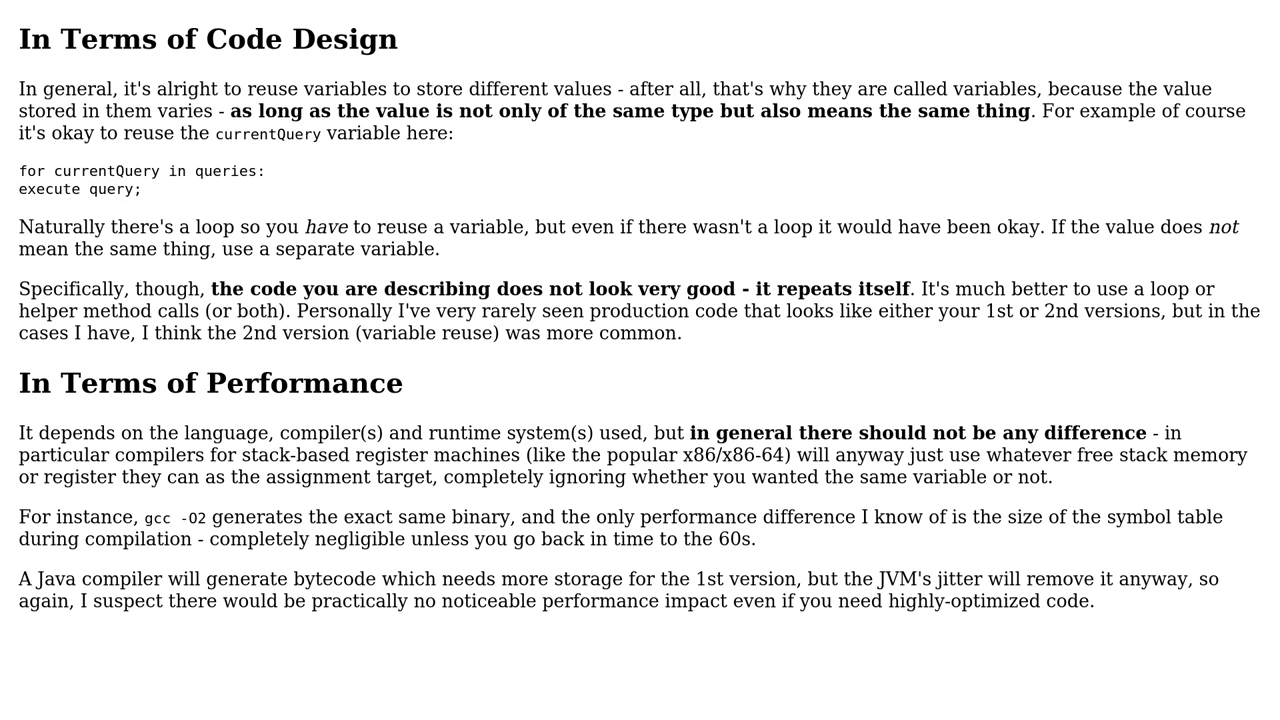 In Terms of Code Design
In general, it's alright to reuse variables to store different values - after all, that's why they are called variables, because the value
stored in them varies - as long as the value is not only of the same type but also means the same thing. For example of course
it's okay to reuse the currentQuery variable here:
for currentQuery in queries:
execute query;
Naturally there's a loop so you have to reuse a variable, but even if there wasn't a loop it would have been okay. If the value does not
mean the same thing, use a separate variable.
Specifically, though, the code you are describing does not look very good - it repeats itself. It's much better to use a loop or
helper method calls (or both). Personally I've very rarely seen production code that looks like either your 1st or 2nd versions, but in the
cases I have, I think the 2nd version (variable reuse) was more common.
In Terms of Performance
It depends on the language, compiler(s) and runtime system(s) used, but in general there should not be any difference - in
particular compilers for stack-based register machines (like the popular x86/x86-64) will anyway just use whatever free stack memory
or register they can as the assignment target, completely ignoring whether you wanted the same variable or not.
For instance, gcc -O2 generates the exact same binary, and the only performance difference I know of is the size of the symbol table
during compilation - completely negligible unless you go back in time to the 60s.
A Java compiler will generate bytecode which needs more storage for the 1st version, but the JVM's jitter will remove it anyway, so
again, I suspect there would be practically no noticeable performance impact even if you need highly-optimized code.